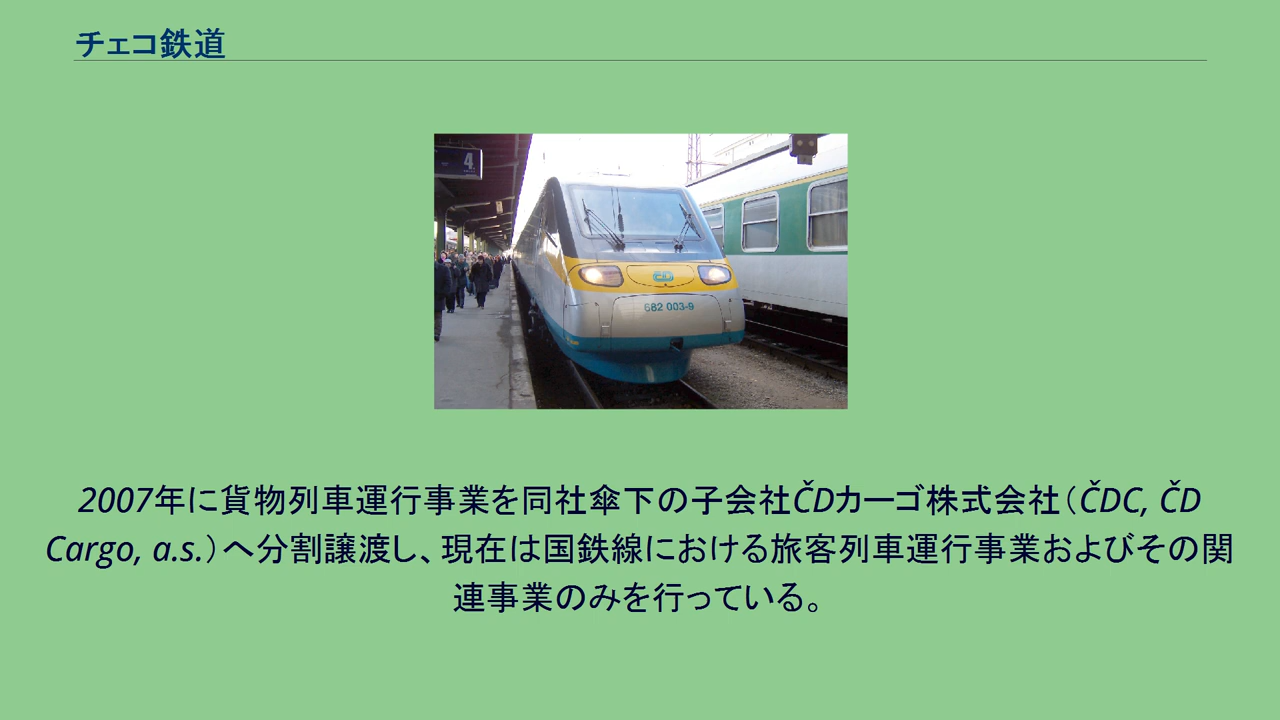 チェコ鉄道
4
ČD
682 003-9
2007年に貨物列車運行事業を同社傘下の子会社ČDカーゴ株式会社（ČDC, ČD
Cargo, a.s.）へ分割譲渡し、現在は国鉄線における旅客列車運行事業およびその関
連事業のみを行っている。